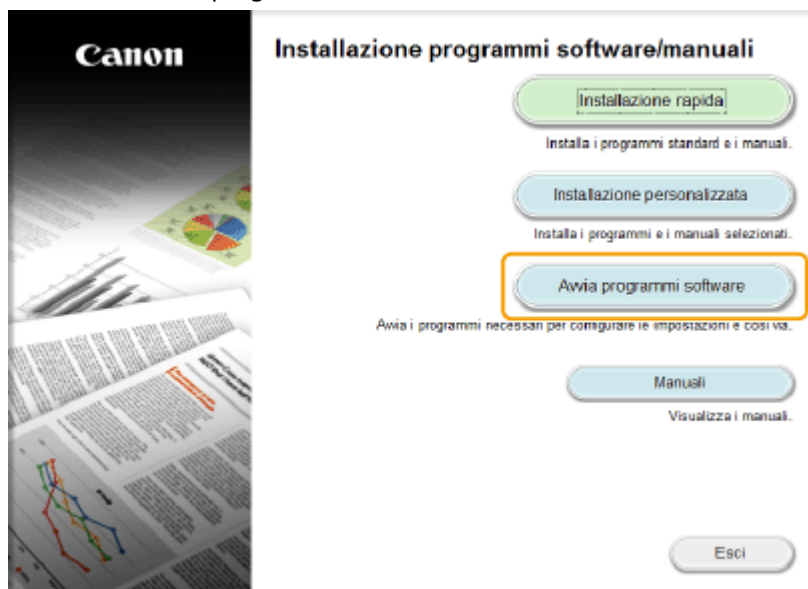 Canon
Installazione programmi software/manuali
Installazione rapida
Installa i programmi standard e i manuali.
Installazione personalizzata
Installa i programmi e i manuali selezionati.
Avvia programmi software
Avvia i programmi necessari per configurare le impostazioni e così via.
Manuali
Visualizza i manuali.
Esci